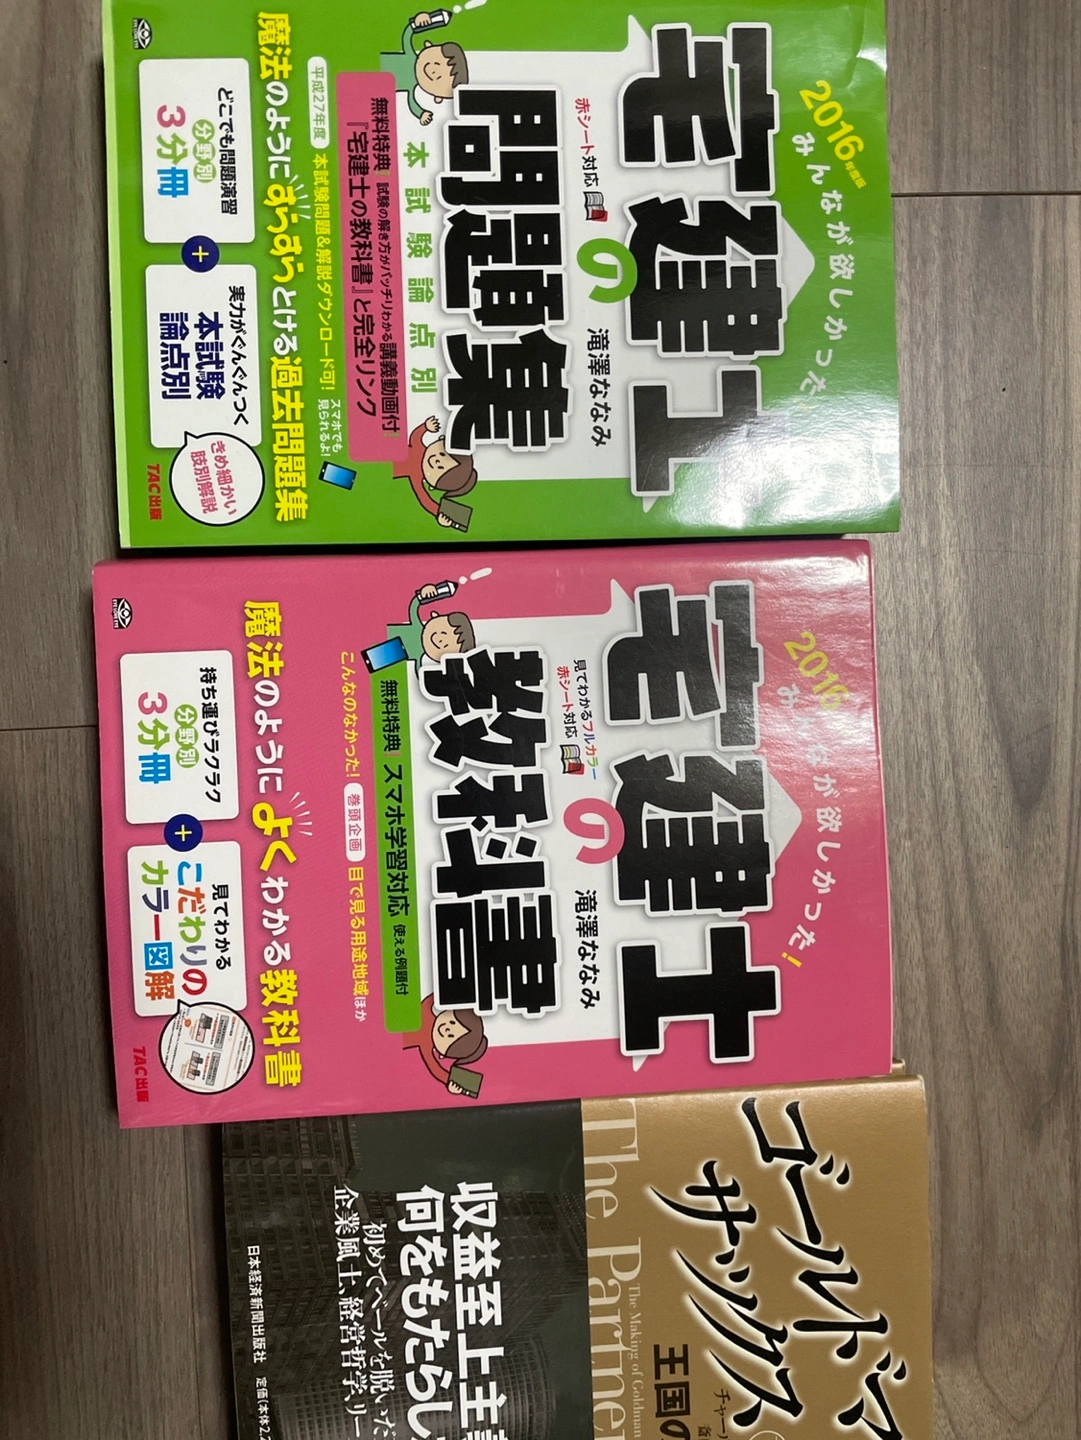 2016年度版
みんなが欲しかった!
宅建士の
問題集
赤シート対応
滝澤ななみ
本試験論点別
無料特典! 試験の解き方がバッチリわかる講義動画付!
『宅建士の教科書』と完全リンク
平成27年度 本試験問題&解説ダウンロード可!
スマホでも
見られるよ!
魔法のようにすらすらとける過去問題集
どこでも問題演習
分野別
3分冊
+
実力がぐんぐんつく
本試験
論点別
きめ細かい
肢別解説
TAC出版
2016
みんなが欲しかった!
宅建士の
教科書
見てわかるフルカラー
赤シート対応
滝澤ななみ
無料特典 スマホ学習対応(使える例題付
こんなのなかった! 巻頭企画 目で見る用途地域ほか
魔法のようによくわかる教科書
持ち運びラクラク
分野別
3分冊
+
見てわかる
こだわりの
カラー図解
TAC出版
ゴールドマ
サックス
王国の
The Making of Goldman
The Partner
収益至上主義
何をもたらし
初めてベールを脱いだ
企業風土、経営哲学、リー
日本経済新聞出版社 定価(本体2,2